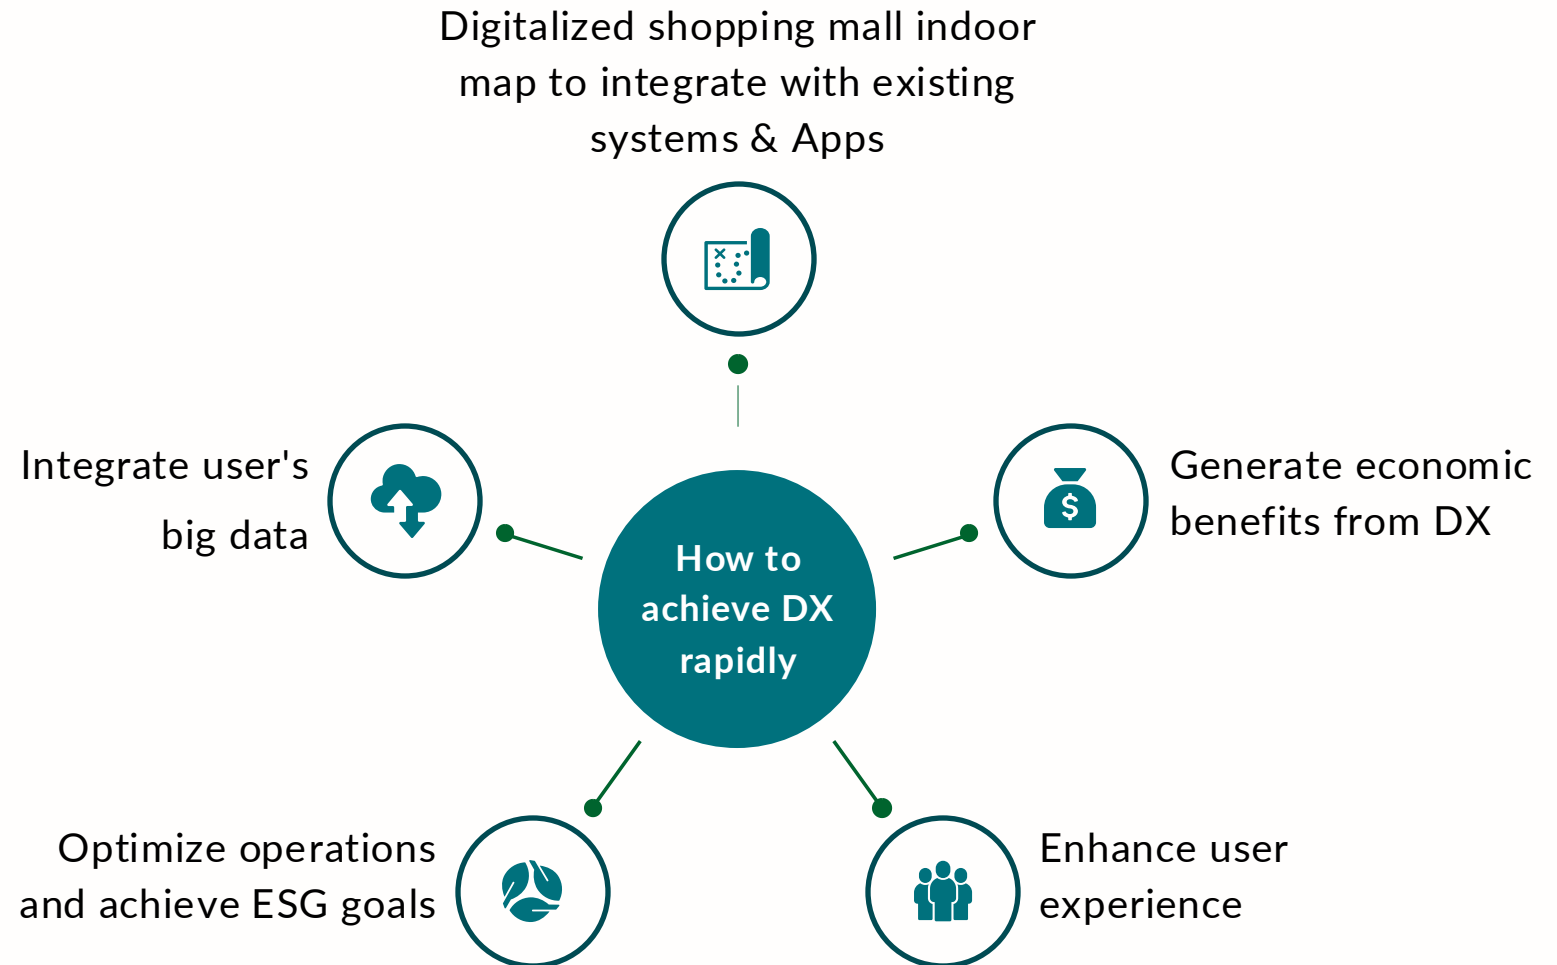 Digitalized shopping mall indoor
map to integrate with existing
systems & Apps
Integrate user's
big data
Generate economic
benefits from DX
How to
achieve DX
rapidly
Optimize operations
and achieve ESG goals
Enhance user
experience
$